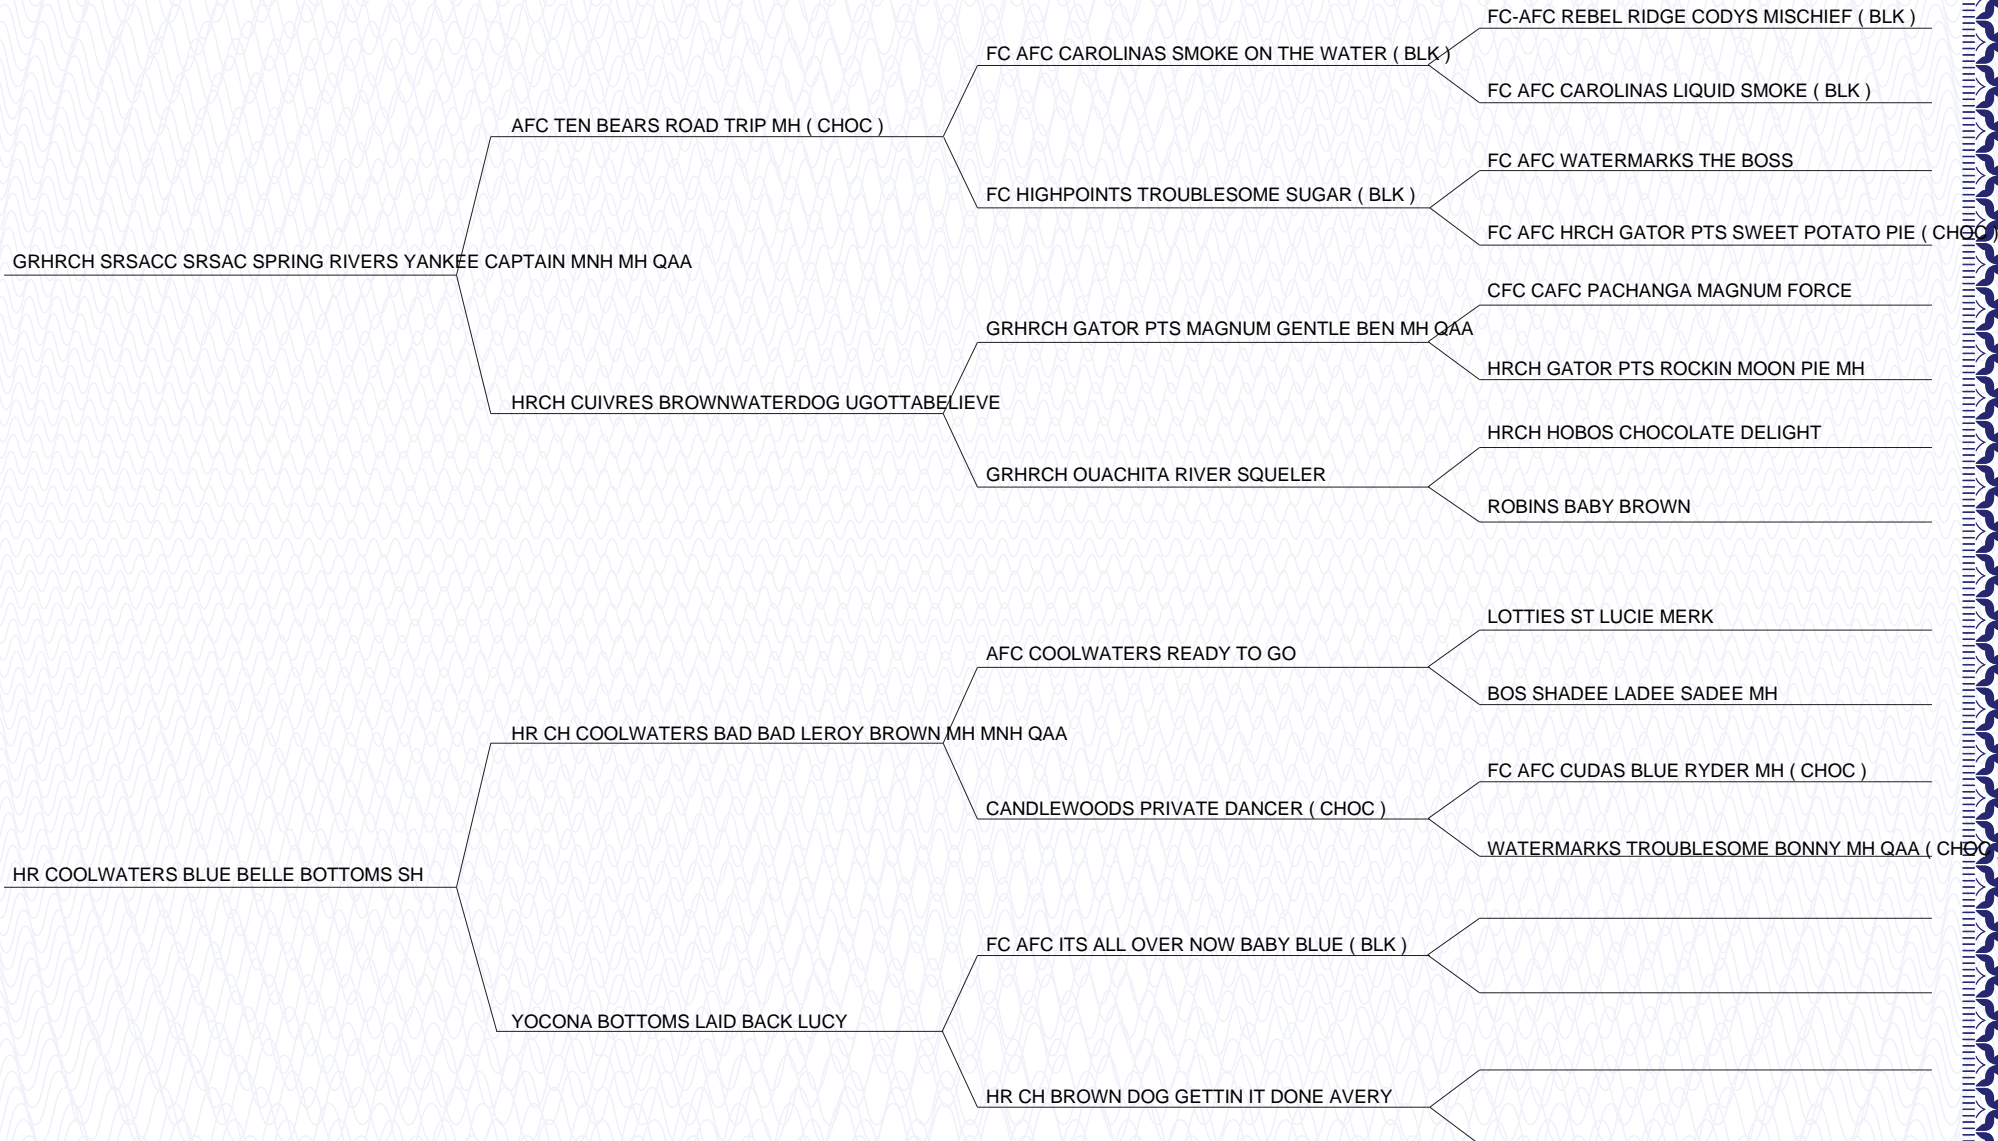 FC-AFC REBEL RIDGE CODYS MISCHIEF ( BLK )
FC AFC CAROLINAS SMOKE ON THE WATER ( BLK )
FC AFC CAROLINAS LIQUID SMOKE ( BLK )
AFC TEN BEARS ROAD TRIP MH ( CHOC )
FC AFC WATERMARKS THE BOSS
FC HIGHPOINTS TROUBLESOME SUGAR ( BLK )
FC AFC HRCH GATOR PTS SWEET POTATO PIE ( CHOC )
GRHRCH SRSACC SRSAC SPRING RIVERS YANKEE CAPTAIN MNH MH QAA
CFC CAFC PACHANGA MAGNUM FORCE
GRHRCH GATOR PTS MAGNUM GENTLE BEN MH QAA
HRCH GATOR PTS ROCKIN MOON PIE MH
HRCH CUIVRES BROWNWATERDOG UGOTTABELIEVE
HRCH HOBOS CHOCOLATE DELIGHT
GRHRCH OUACHITA RIVER SQUELER
ROBINS BABY BROWN
LOTTIES ST LUCIE MERK
AFC COOLWATERS READY TO GO
BOS SHADEE LADEE SADEE MH
HR CH COOLWATERS BAD BAD LEROY BROWN MH MNH QAA
FC AFC CUDAS BLUE RYDER MH ( CHOC )
CANDLEWOODS PRIVATE DANCER ( CHOC )
WATERMARKS TROUBLESOME BONNY MH QAA ( CHOC
HR COOLWATERS BLUE BELLE BOTTOMS SH
FC AFC ITS ALL OVER NOW BABY BLUE ( BLK )
YOCONA BOTTOMS LAID BACK LUCY
HR CH BROWN DOG GETTIN IT DONE AVERY